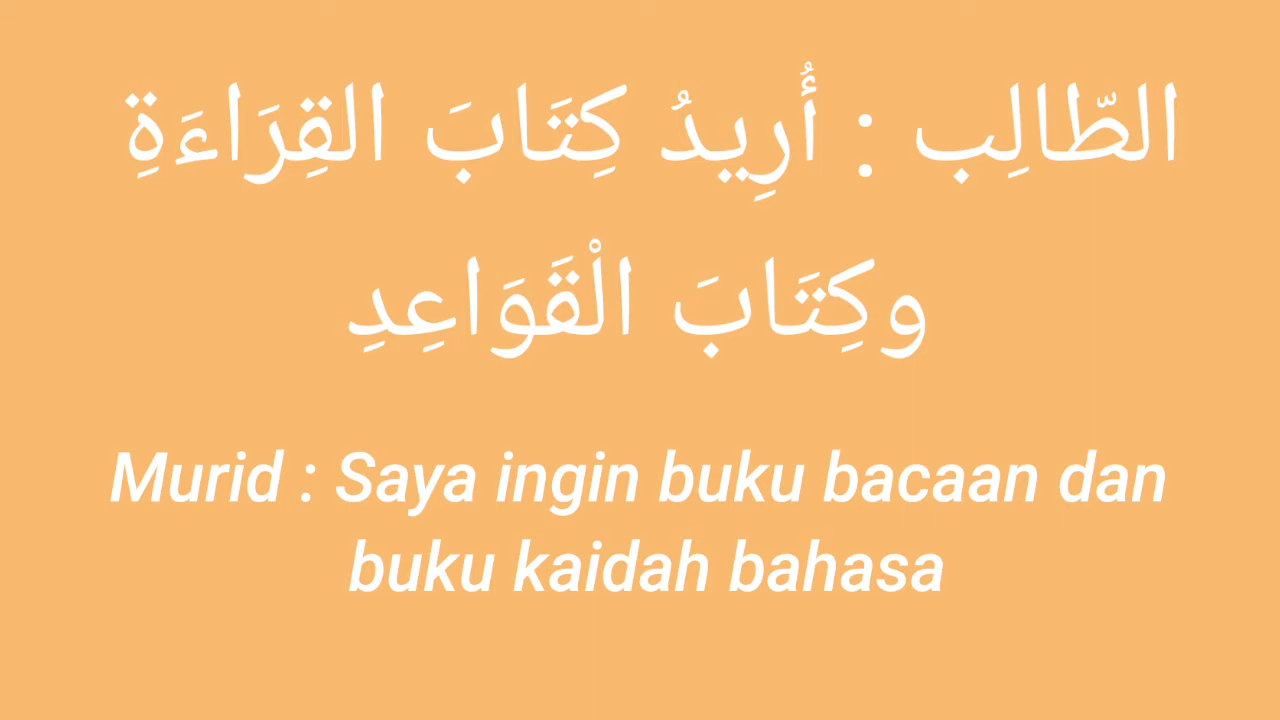 الطّالِب : أُرِيدُ كِتَابَ القِرَاءَةِ
وكِتَابَ الْقَوَاعِدِ
Murid : Saya ingin buku bacaan dan
buku kaidah bahasa